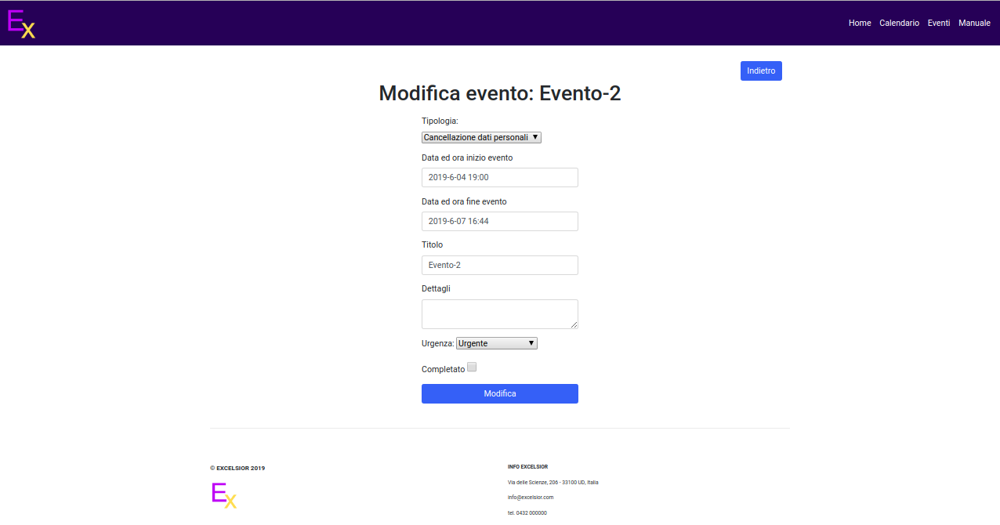 Ex
Home Calendario Eventi Manuale
Indietro
Modifica evento: Evento-2
Tipologia:
Cancellazione dati personali
Data ed ora inizio evento
2019-6-04 19:00
Data ed ora fine evento
2019-6-07 16:44
Titolo
Evento-2
Dettagli
Urgenza: Urgente
Completato
Modifica
© EXCELSIOR 2019
Ex
INFO EXCELSIOR
Via delle Scienze, 206 - 33100 UD, Italia
info@excelsior.com
tel. 0432 000000